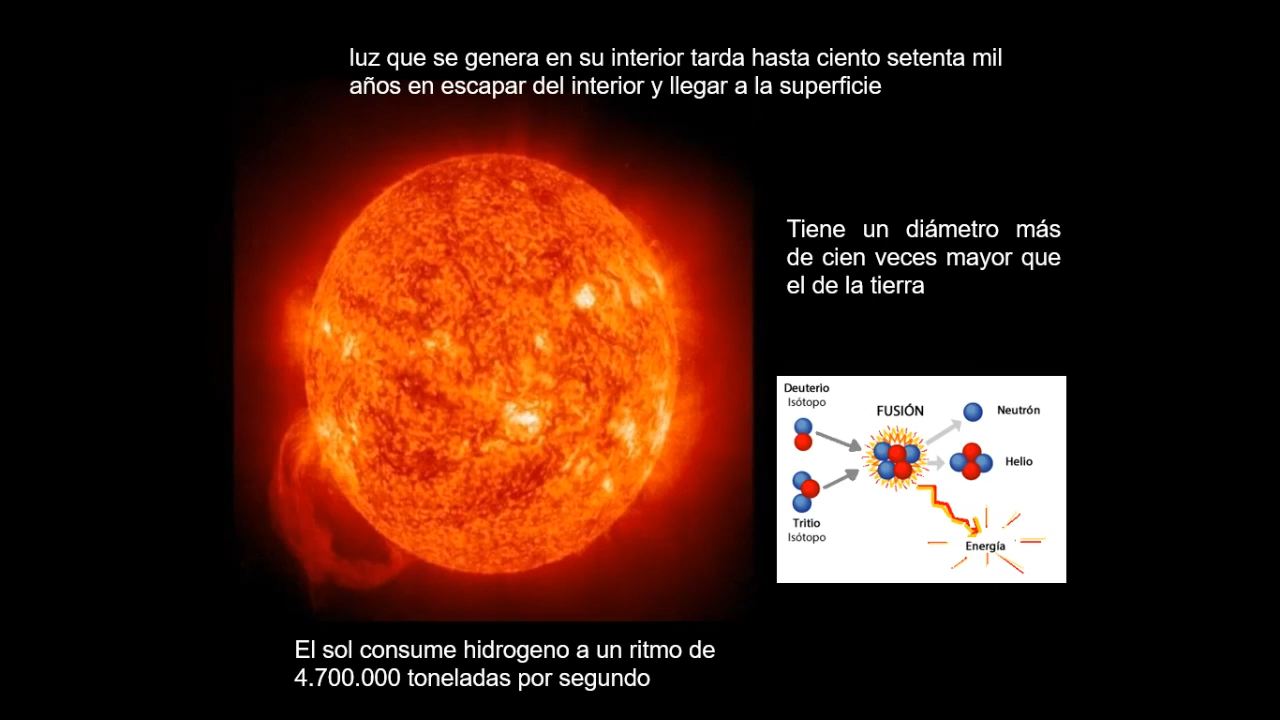 luz que se genera en su interior tarda hasta ciento setenta mil
años en escapar del interior y llegar a la superficie
Tiene un diámetro más
de cien veces mayor que
el de la tierra
Deuterio
Isótopo
FUSIÓN
Neutrón
Helio
Tritio
Isótopo
Energía
El sol consume hidrogeno a un ritmo de
4.700.000 toneladas por segundo